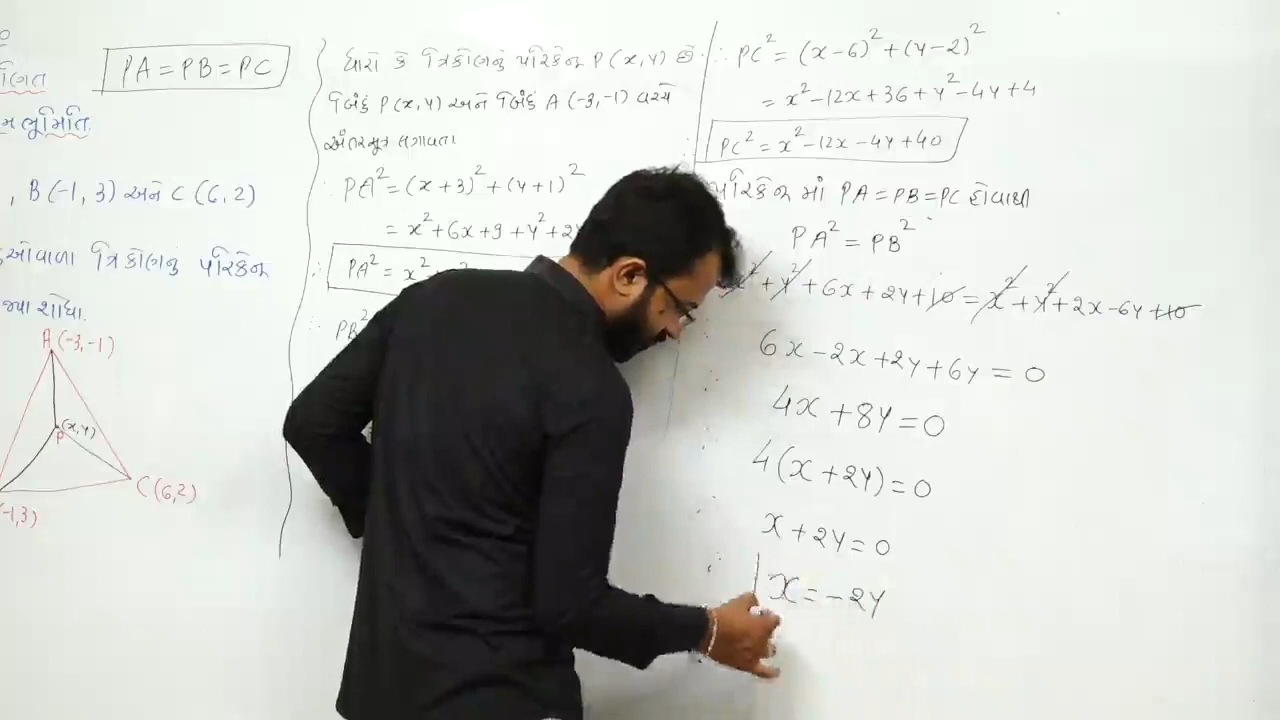 ભૂમિતિ
, B(-1, 3) અને C (6, 2)
ત્રિકોણનું પરિકેન્દ્ર
શોધો.
A(-3,-1)
(x,y)
P
C(6,2)
-1,3)
PA = PB = PC
ધારો કે ત્રિકોણનું પરિકેન્દ્ર P(x,y) છે.
બિંદુ P(x,y) અને બિંદુ A(-3,-1) વચ્ચે
અંતરસૂત્ર લગાવતા.
∴ PA² = (x+3)² + (y+1)²
= x² + 6x + 9 + y² + 2y
∴ PA² = x² +
∴ PB²
∴ PC² = (x-6)² + (y-2)²
= x² - 12x + 36 + y² - 4y + 4
∴ PC² = x² - 12x - 4y + 40
પરિકેન્દ્ર માં PA = PB = PC હોવાથી
PA² = PB²
x² + y² + 6x + 2y + 10 = x² + y² + 2x - 6y + 10
∴ 6x - 2x + 2y + 6y = 0
∴ 4x + 8y = 0
∴ 4(x + 2y) = 0
x + 2y = 0
∴ x = -2y